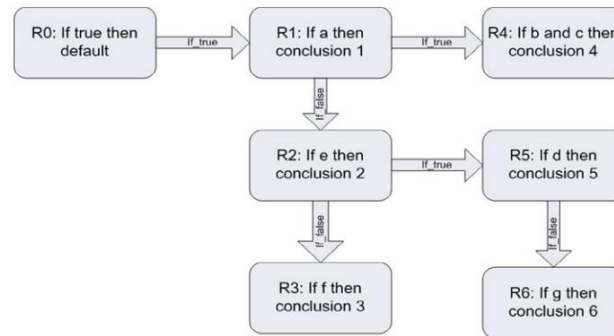 R0: If true then
default
If_true
R1: If a then
conclusion 1
If_true
R4: If b and c then
conclusion 4
If_false
R2: If e then
conclusion 2
If_true
R5: If d then
conclusion 5
If_false
If_false
R3: If f then
conclusion 3
R6: If g then
conclusion 6